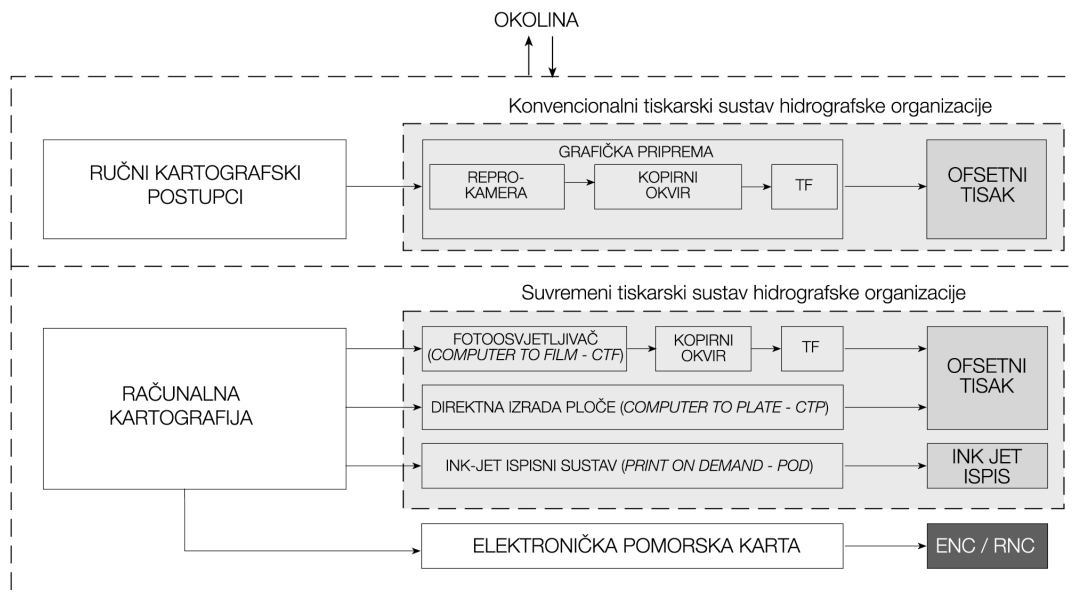 OKOLINA
Konvencionalni tiskarski sustav hidrografske organizacije
RUČNI KARTOGRAFSKI
POSTUPCI
GRAFIČKA PRIPREMA
REPRO-
KAMERA
KOPIRNI
OKVIR
TF
OFSETNI
TISAK
Suvremeni tiskarski sustav hidrografske organizacije
RAČUNALNA
KARTOGRAFIJA
FOTOOSVJETLJIVAČ
(COMPUTER TO FILM - CTF)
KOPIRNI
OKVIR
TF
OFSETNI
TISAK
DIREKTNA IZRADA PLOČE (COMPUTER TO PLATE - CTP)
INK-JET ISPISNI SUSTAV (PRINT ON DEMAND - POD)
INK JET
ISPIS
ELEKTRONIČKA POMORSKA KARTA
ENC / RNC